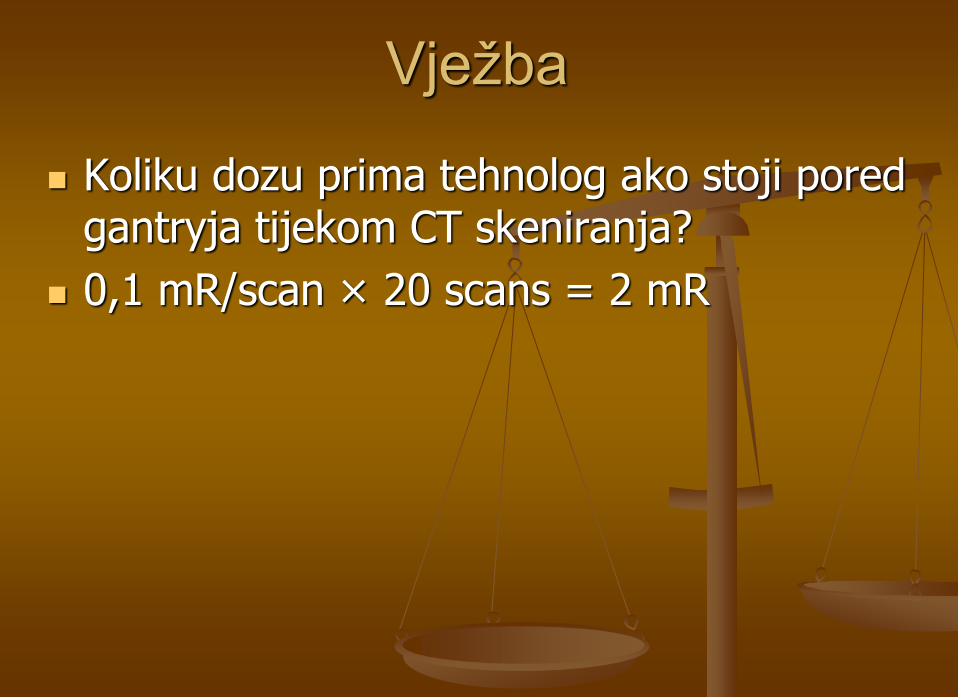 Vježba
Koliku dozu prima tehnolog ako stoji pored
gantryja tijekom CT skeniranja?
0,1 mR/scan × 20 scans = 2 mR